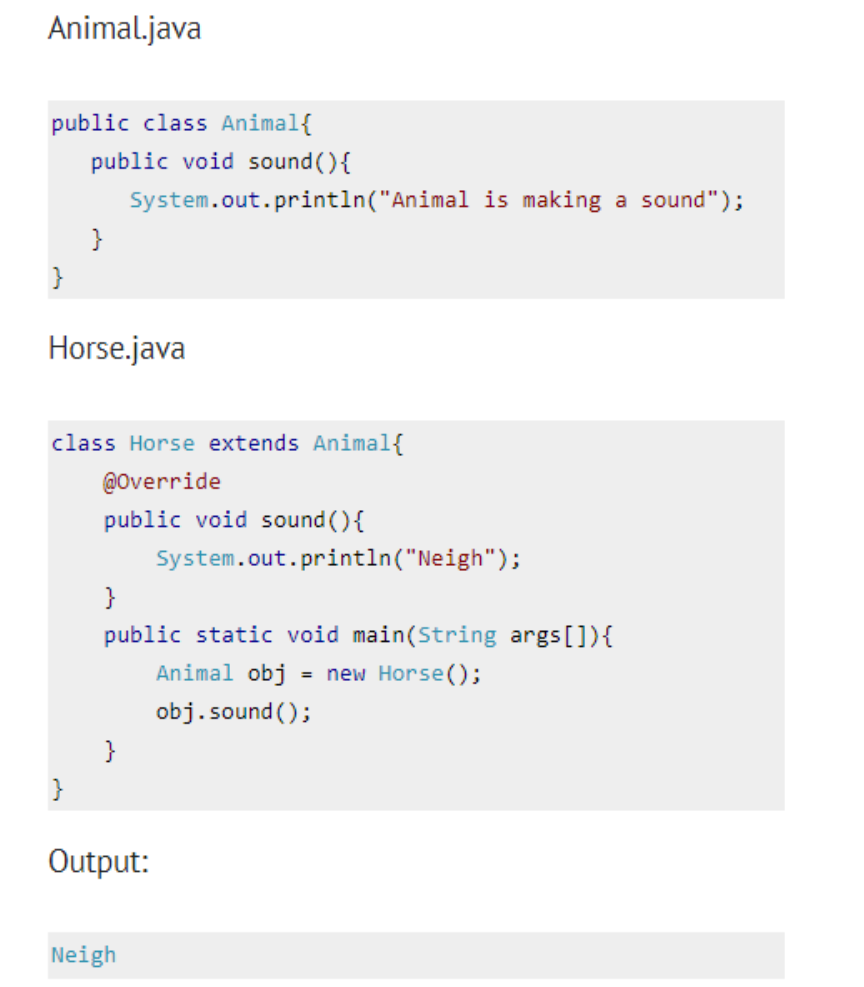 Animal.java
public class Animal{
   public void sound(){
      System.out.println("Animal is making a sound");
   }
}
Horse.java
class Horse extends Animal{
    @Override
    public void sound(){
        System.out.println("Neigh");
    }
    public static void main(String args[]){
        Animal obj = new Horse();
        obj.sound();
    }
}
Output:
Neigh